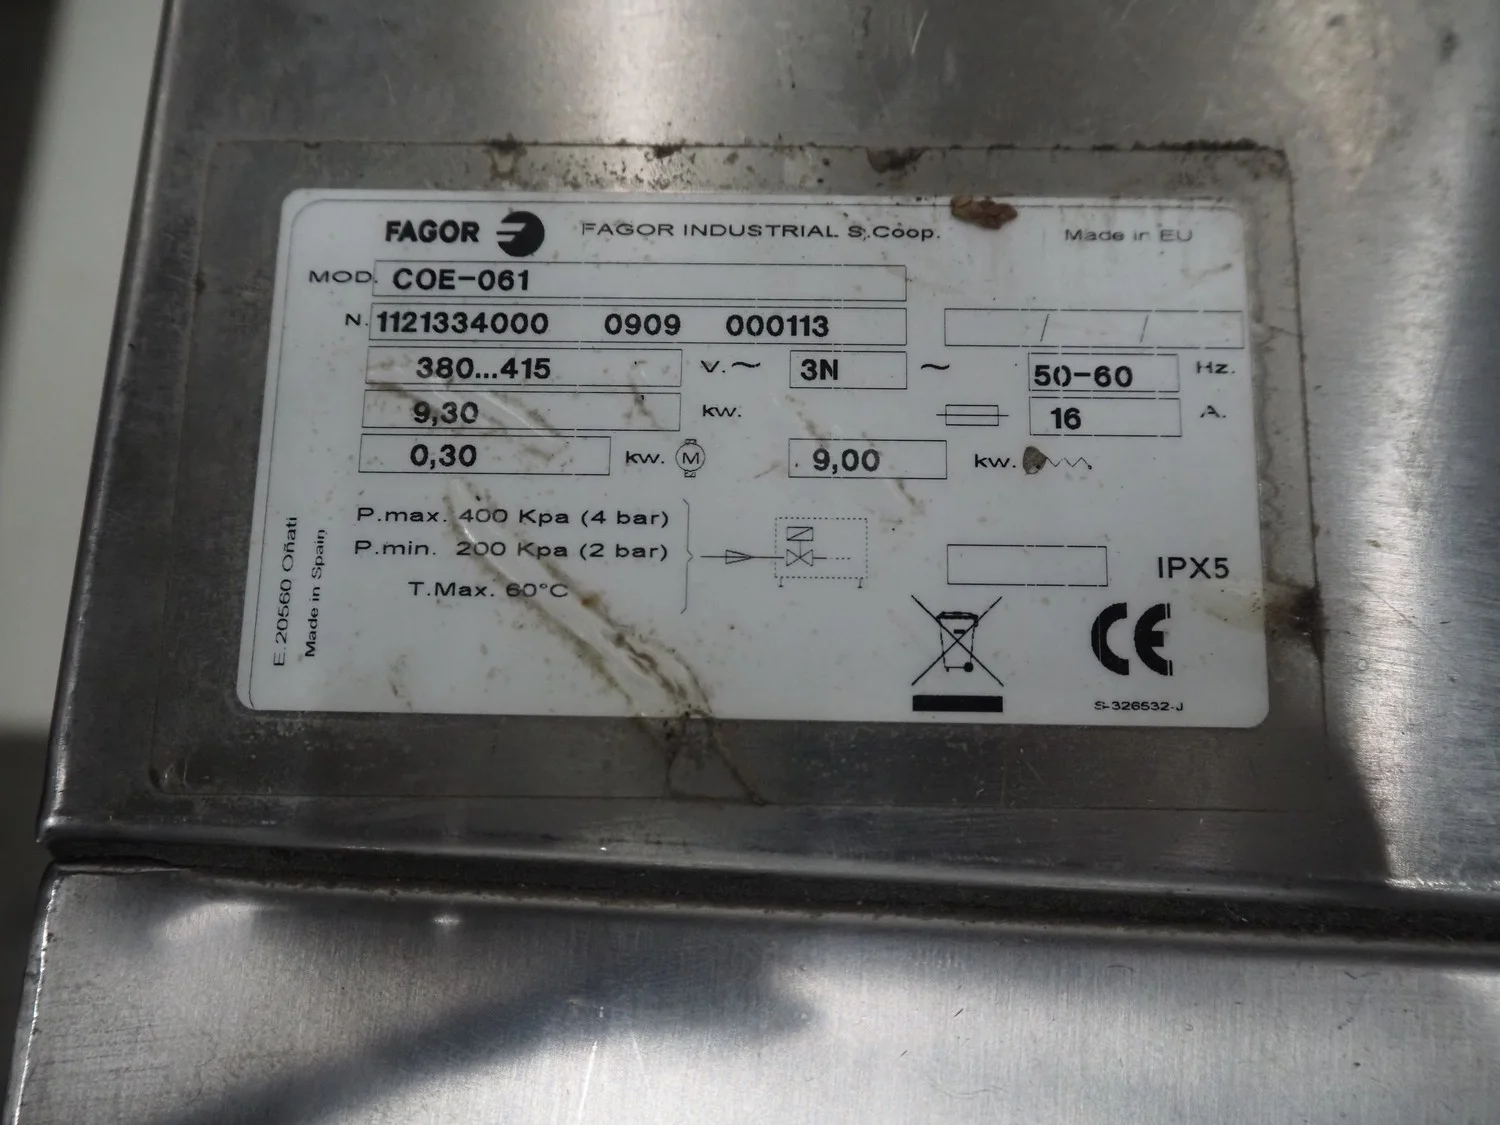 FAGOR FAGOR INDUSTRIAL S.Coop. Made in EU
MOD. COE-061
N. 1121334000 0909 000113 / /
380...415 V.~ 3N ~ 50-60 Hz.
9,30 kw. 16 A.
0,30 kw. M 9,00 kw.
P.max. 400 Kpa (4 bar)
P.min. 200 Kpa (2 bar)
T.Max. 60°C
IPX5
E.20560 Oñati
Made in Spain
CE
S-326532-J